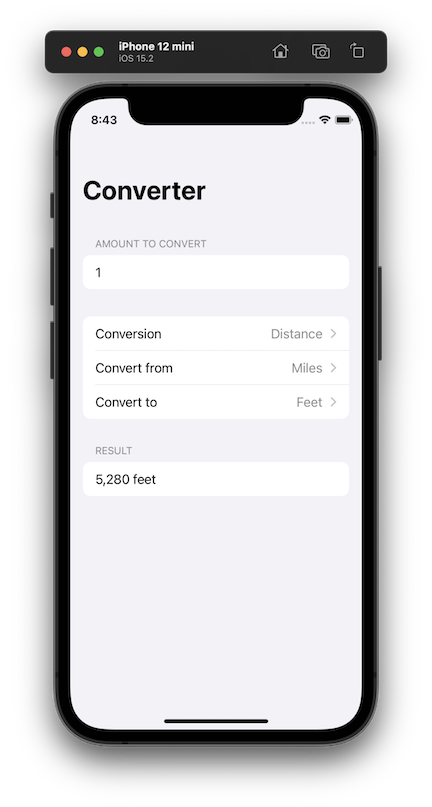 iPhone 12 mini
iOS 15.2
8:43
Converter
AMOUNT TO CONVERT
1
Conversion Distance
Convert from Miles
Convert to Feet
RESULT
5,280 feet